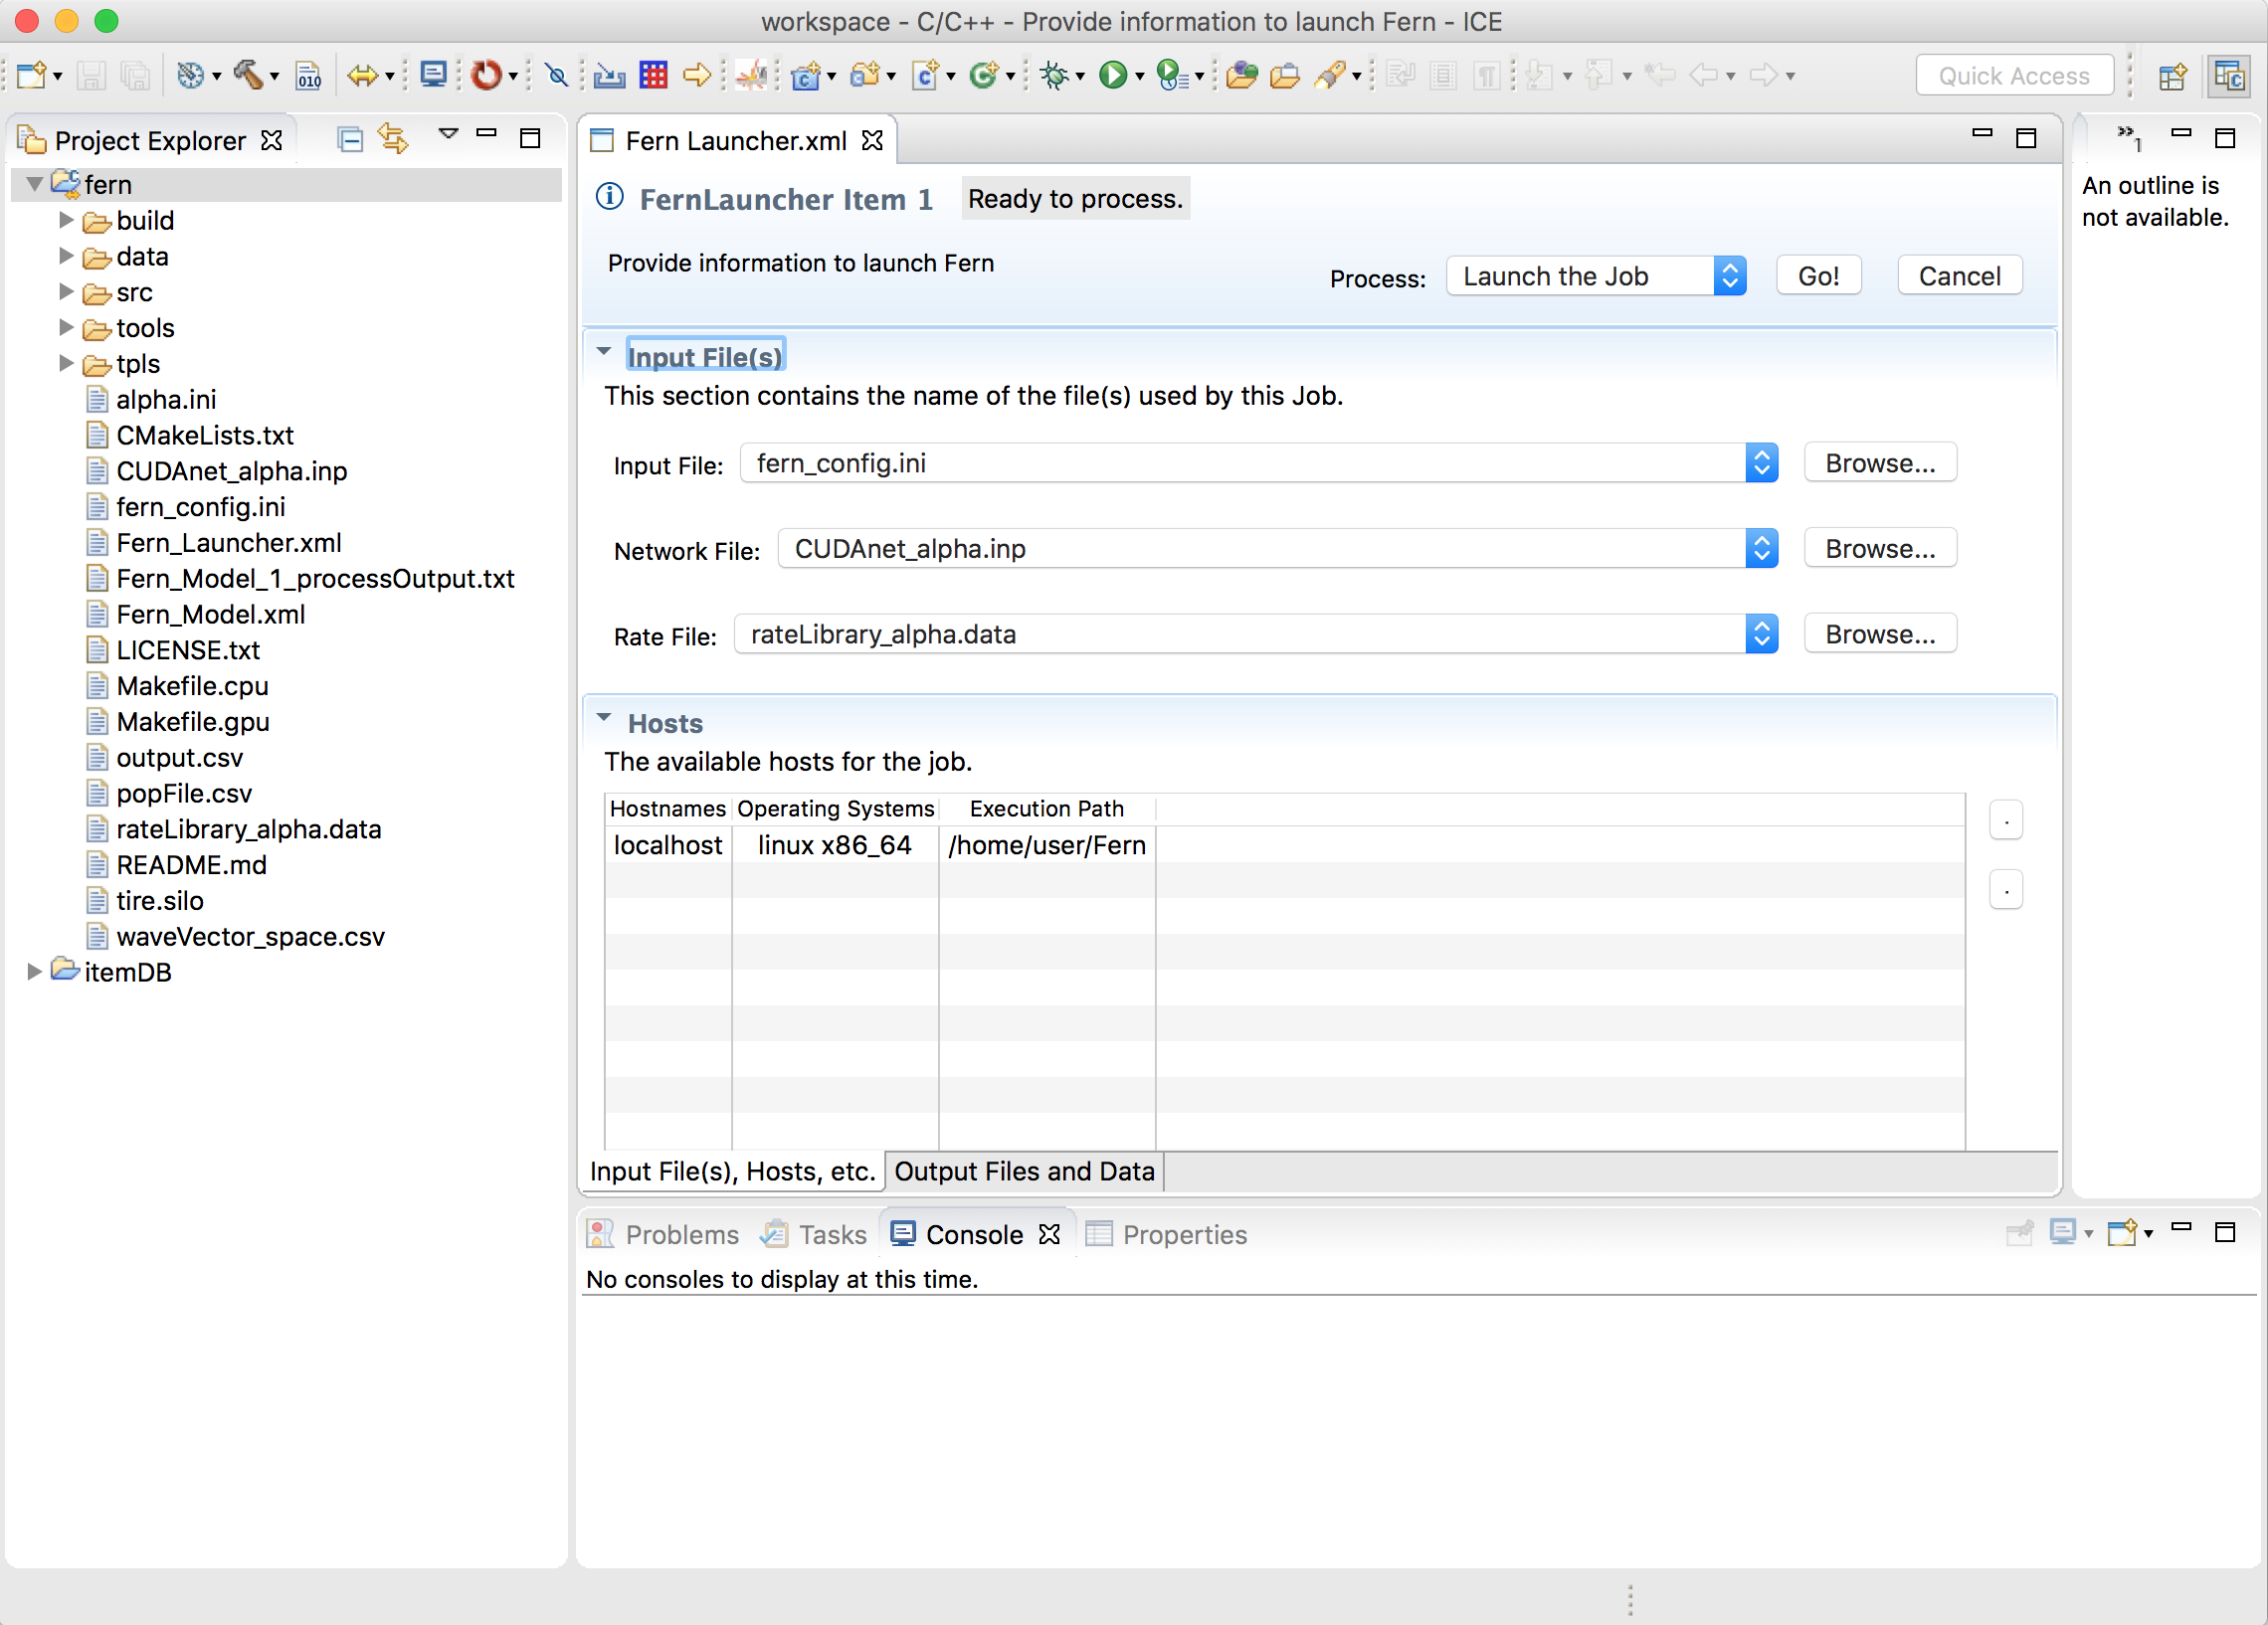 workspace - C/C++ - Provide information to launch Fern - ICE
010
Quick Access
Project Explorer
fern
build
data
src
tools
tpls
alpha.ini
CMakeLists.txt
CUDAnet_alpha.inp
fern_config.ini
Fern_Launcher.xml
Fern_Model_1_processOutput.txt
Fern_Model.xml
LICENSE.txt
Makefile.cpu
Makefile.gpu
output.csv
popFile.csv
rateLibrary_alpha.data
README.md
tire.silo
waveVector_space.csv
itemDB
Fern Launcher.xml
FernLauncher Item 1 Ready to process.
Provide information to launch Fern
Process: Launch the Job Go! Cancel
Input File(s)
This section contains the name of the file(s) used by this Job.
Input File: fern_config.ini Browse...
Network File: CUDAnet_alpha.inp Browse...
Rate File: rateLibrary_alpha.data Browse...
Hosts
The available hosts for the job.
Hostnames Operating Systems Execution Path
localhost linux x86_64 /home/user/Fern
.
.
Input File(s), Hosts, etc. Output Files and Data
»1
An outline is
not available.
Problems Tasks Console Properties
No consoles to display at this time.